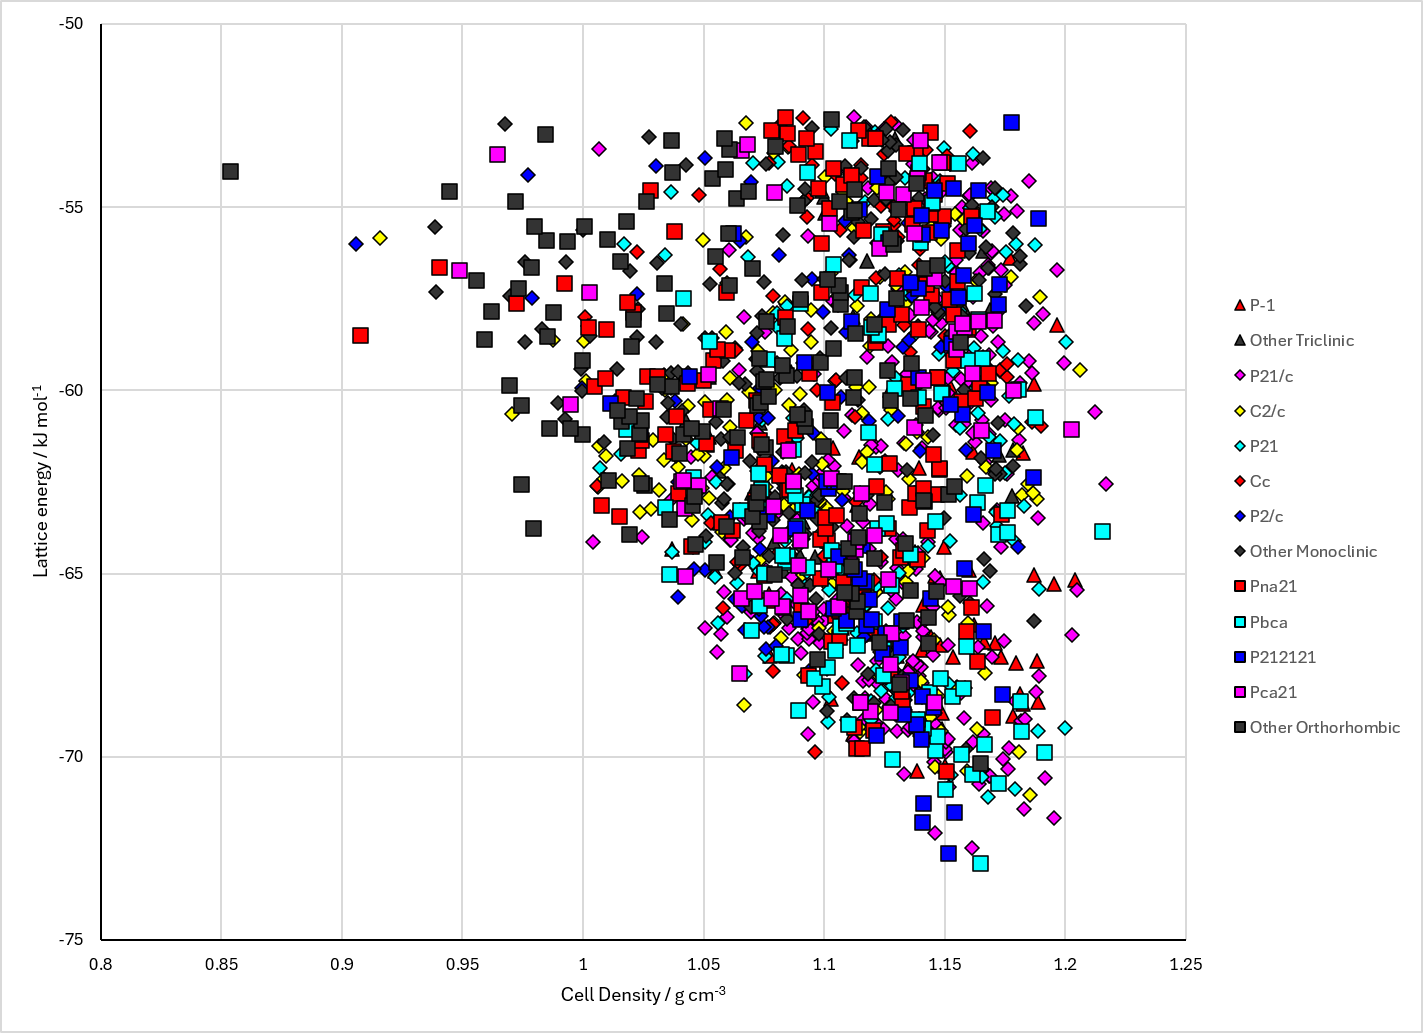 -50
-55
-60
-65
-70
-75
Lattice energy / kJ mol-1
0.8 0.85 0.9 0.95 1 1.05 1.1 1.15 1.2 1.25
Cell Density / g cm-3
P-1
Other Triclinic
P21/c
C2/c
P21
Cc
P2/c
Other Monoclinic
Pna21
Pbca
P212121
Pca21
Other Orthorhombic